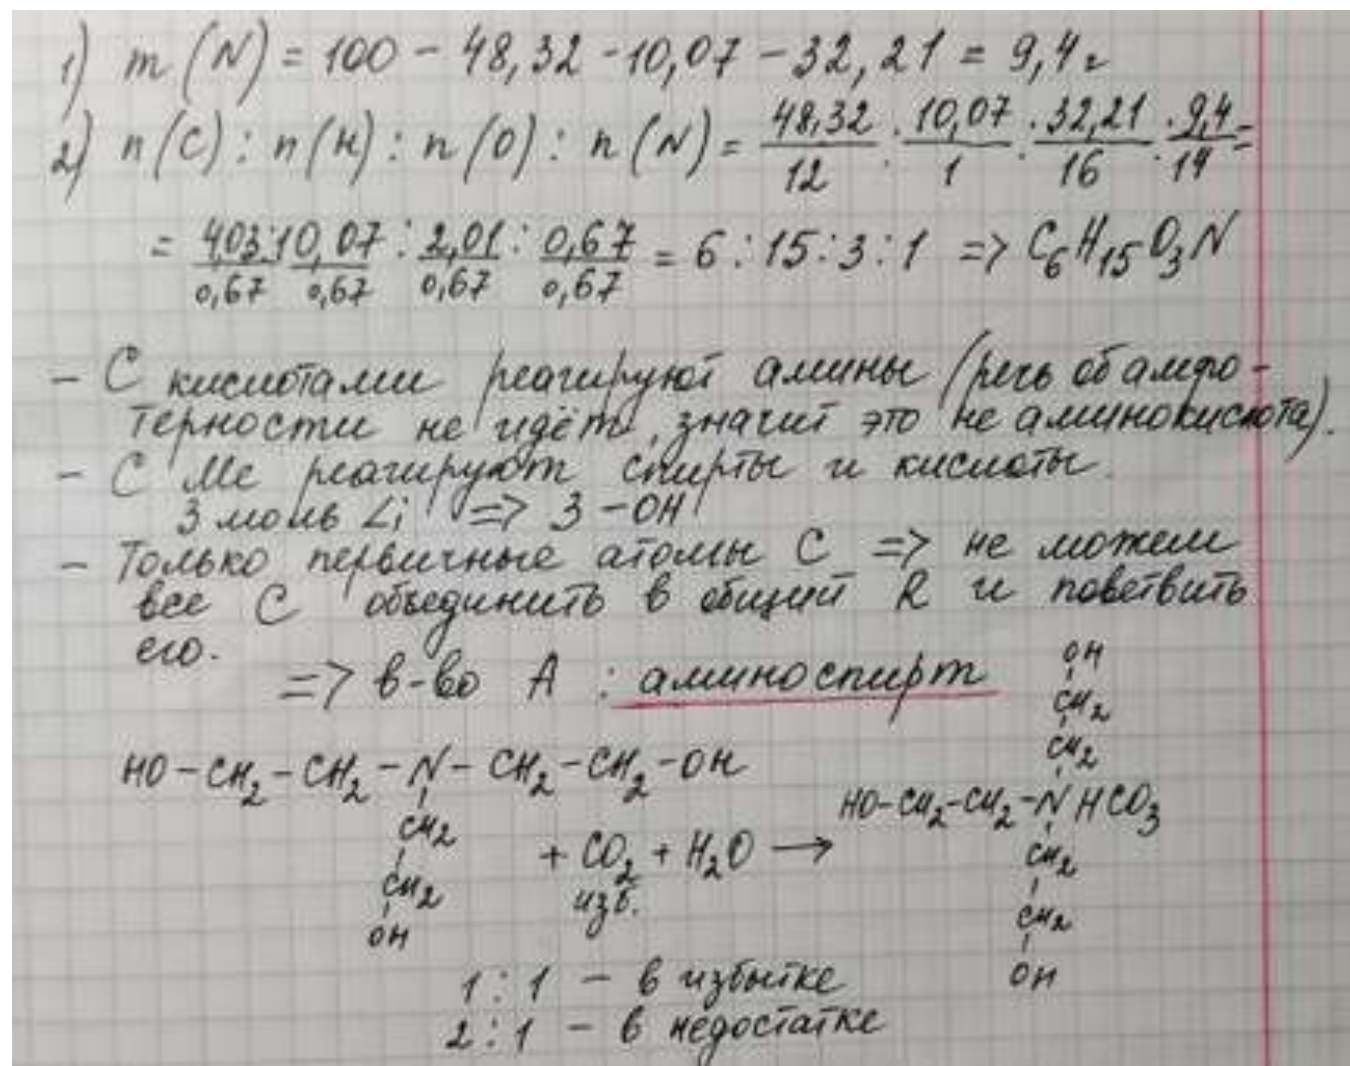 1) m (N) = 100 - 48,32 - 10,07 - 32,21 = 9,4 г
2) n(C) : n(H) : n(O) : n(N) = 48,32/12 : 10,07/1 : 32,21/16 : 9,4/14 =
= 4,03/0,67 : 10,07/0,67 : 2,01/0,67 : 0,67/0,67 = 6 : 15 : 3 : 1 => C6H15O3N
- С кислотами реагируют амины (речь об амфо-
терности не идёт, значит это не аминокислота).
- С Ме реагируют спирты и кислоты.
3 моль Li => 3 -OH
- Только первичные атомы С => не можем
все С объединить в общий R и поветвить
его.
=> в-во А : аминоспирт
OH
CH2
CH2
HO-CH2-CH2-N-CH2-CH2-OH
HO-CH2-CH2-NHCO3
CH2
CH2
OH
+ CO2 + H2O →
изб.
CH2
CH2
OH
1 : 1 - в избытке
2 : 1 - в недостатке